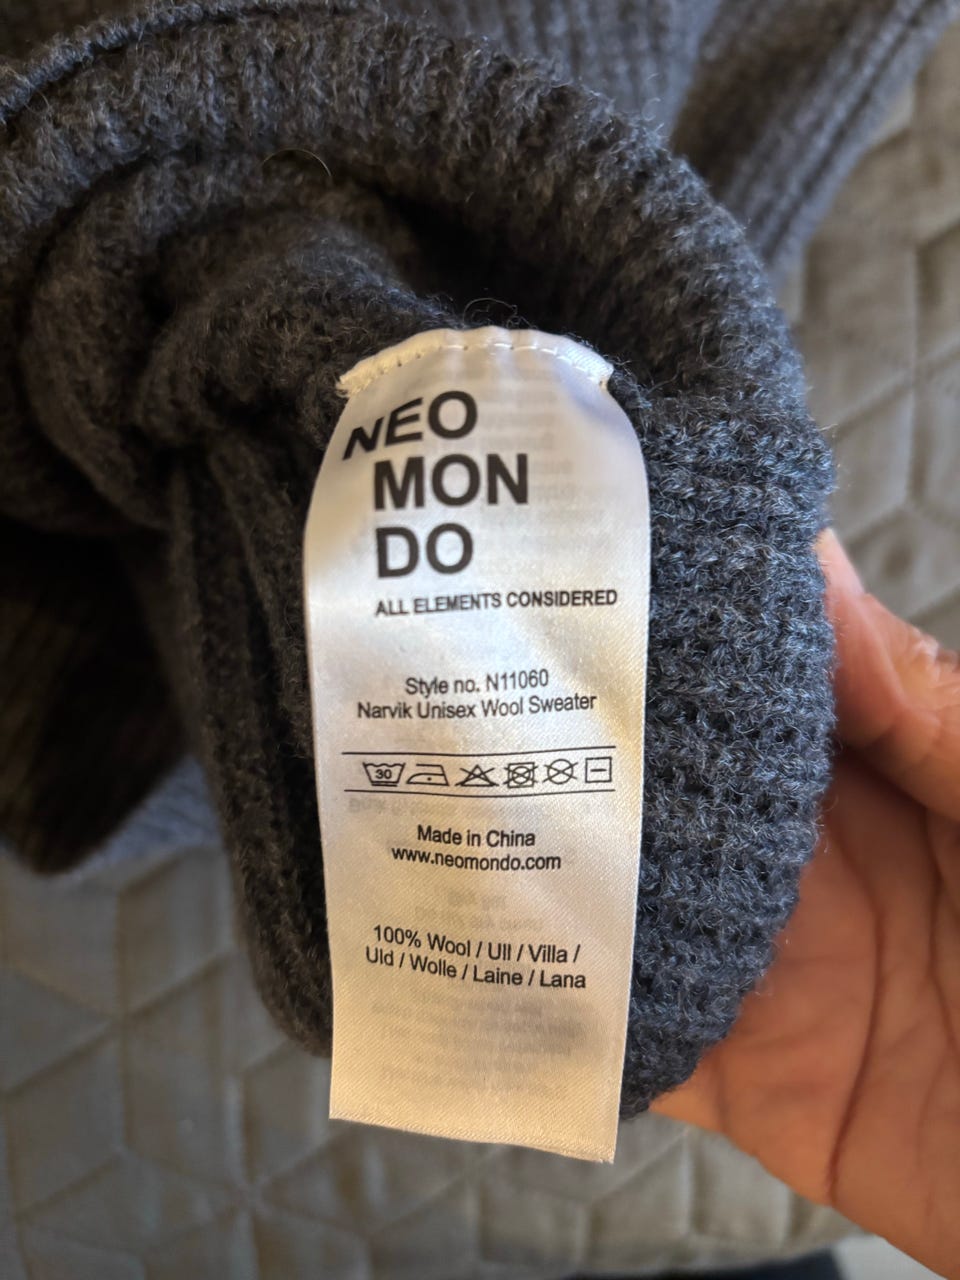 NEO
MON
DO
ALL ELEMENTS CONSIDERED
Style no. N11060
Narvik Unisex Wool Sweater
30
Made in China
www.neomondo.com
100% Wool / Ull / Villa /
Uld / Wolle / Laine / Lana